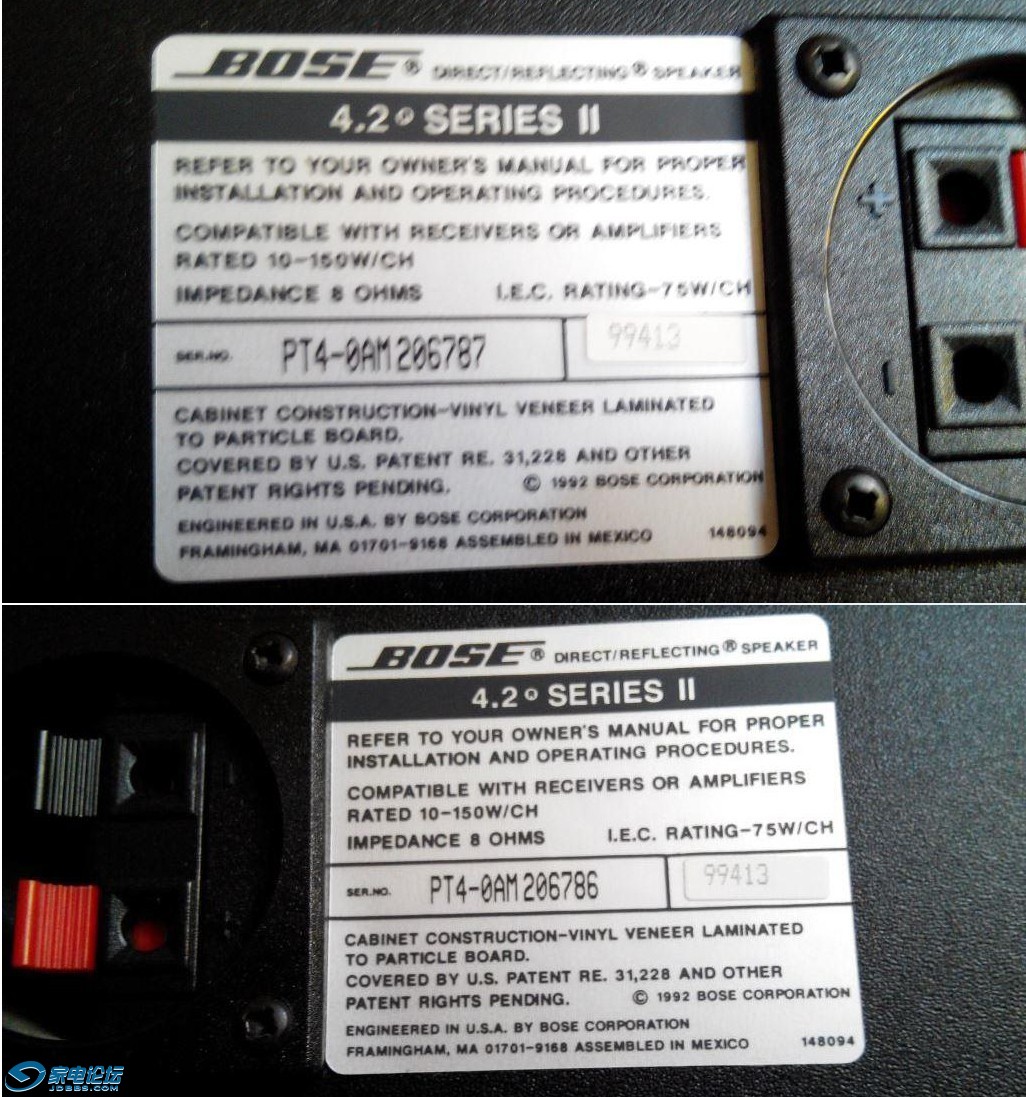 BOSE® DIRECT/REFLECTING® SPEAKER
4.2® SERIES II
REFER TO YOUR OWNER'S MANUAL FOR PROPER
INSTALLATION AND OPERATING PROCEDURES.
COMPATIBLE WITH RECEIVERS OR AMPLIFIERS
RATED 10-150W/CH
IMPEDANCE 8 OHMS I.E.C. RATING-75W/CH
SER.NO. PT4-0AM206787 99413
CABINET CONSTRUCTION-VINYL VENEER LAMINATED
TO PARTICLE BOARD.
COVERED BY U.S. PATENT RE. 31,228 AND OTHER
PATENT RIGHTS PENDING. © 1992 BOSE CORPORATION
ENGINEERED IN U.S.A. BY BOSE CORPORATION
FRAMINGHAM, MA 01701-9168 ASSEMBLED IN MEXICO 148094
+
-
BOSE® DIRECT/REFLECTING® SPEAKER
4.2® SERIES II
REFER TO YOUR OWNER'S MANUAL FOR PROPER
INSTALLATION AND OPERATING PROCEDURES.
COMPATIBLE WITH RECEIVERS OR AMPLIFIERS
RATED 10-150W/CH
IMPEDANCE 8 OHMS I.E.C. RATING-75W/CH
SER.NO. PT4-0AM206786 99413
CABINET CONSTRUCTION-VINYL VENEER LAMINATED
TO PARTICLE BOARD.
COVERED BY U.S. PATENT RE. 31,228 AND OTHER
PATENT RIGHTS PENDING. © 1992 BOSE CORPORATION
ENGINEERED IN U.S.A. BY BOSE CORPORATION
FRAMINGHAM, MA 01701-9168 ASSEMBLED IN MEXICO 148094
家电论坛
JDBBS.COM